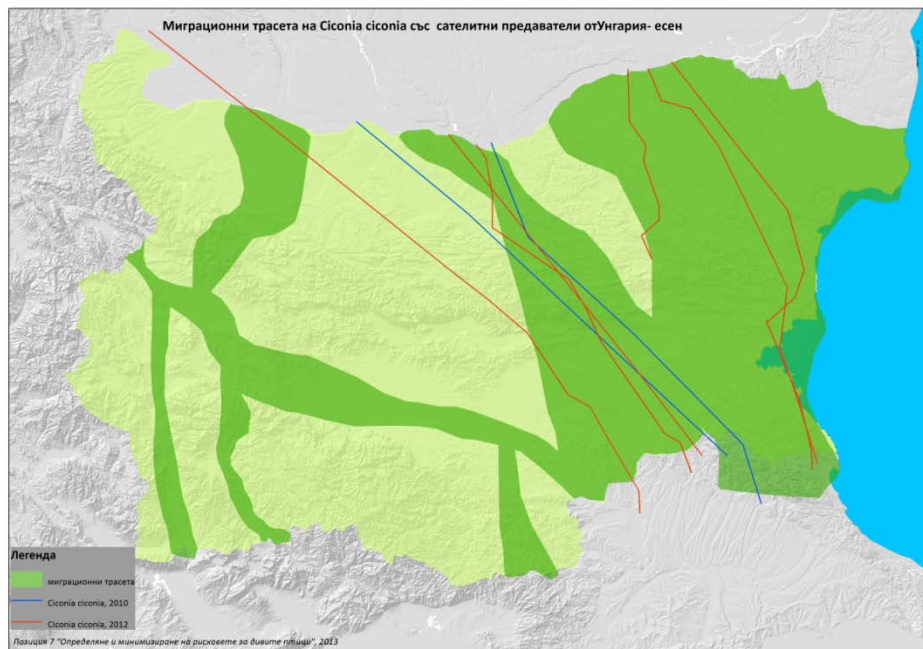 Миграционни трасета на Ciconia ciconia със сателитни предаватели отУнгария- есен
Легенда
миграционни трасета
Ciconia ciconia, 2010
Ciconia ciconia, 2012
Позиция 7 "Определяне и минимизиране на рисковете за дивите птици", 2013